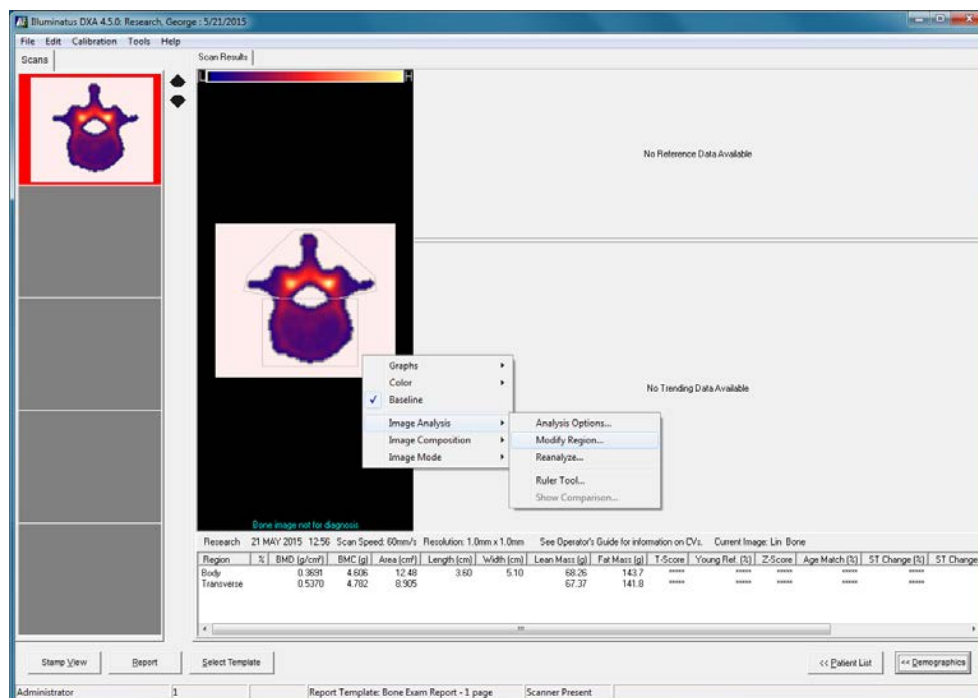 Illuminatus DXA 4.5.0: Research, George : 5/21/2015
File Edit Calibration Tools Help
Scans
Scan Results
L H
No Reference Data Available
Graphs
Color
Baseline
Image Analysis
Image Composition
Image Mode
No Trending Data Available
Analysis Options...
Modify Region...
Reanalyze...
Ruler Tool...
Show Comparison...
Bone image not for diagnosis
Research 21 MAY 2015 12:56 Scan Speed: 60mm/s Resolution: 1.0mm x 1.0mm See Operator's Guide for information on CVs. Current Image: Lin Bone
Region % BMD (g/cm²) BMC (g) Area (cm²) Length (cm) Width (cm) Lean Mass (g) Fat Mass (g) T-Score Young Ref. (%) Z-Score Age Match (%) ST Change (%) ST Change
Body 0.3691 4.606 12.48 3.60 5.10 68.26 143.7 ***** ***** ***** ***** *****
Transverse 0.5370 4.782 8.905 67.37 141.8 ***** ***** ***** ***** *****
Stamp View Report Select Template << Patient List << Demographics
Administrator 1 Report Template: Bone Exam Report - 1 page Scanner Present